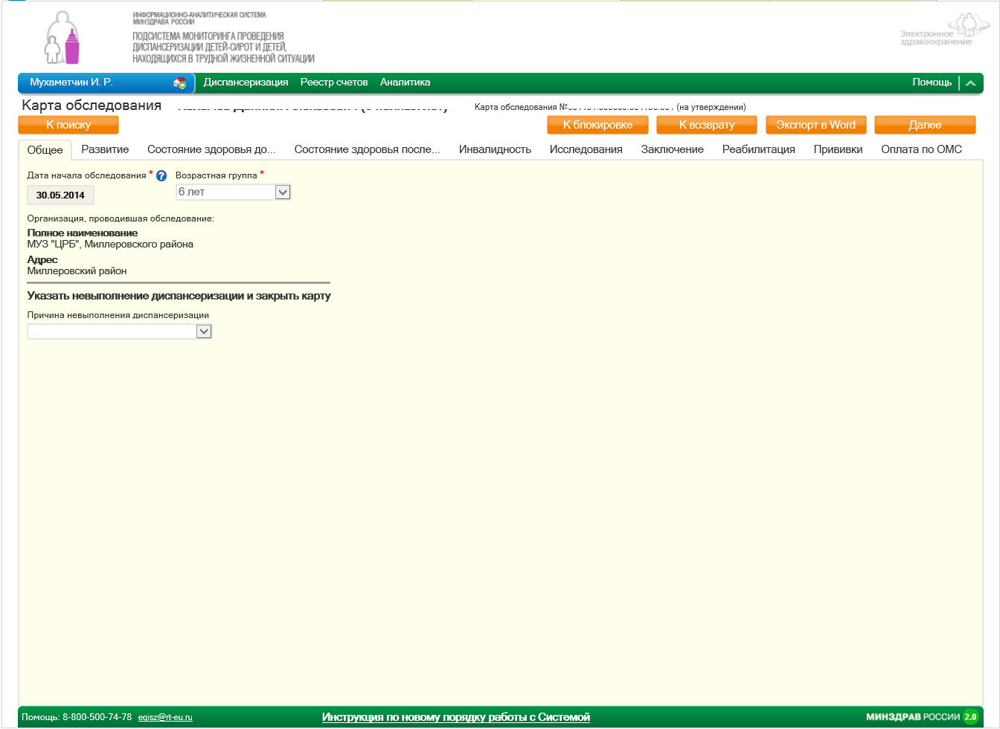 ИНФОРМАЦИОННО-АНАЛИТИЧЕСКАЯ СИСТЕМА
МИНЗДРАВА РОССИИ
ПОДСИСТЕМА МОНИТОРИНГА ПРОВЕДЕНИЯ
ДИСПАНСЕРИЗАЦИИ ДЕТЕЙ-СИРОТ И ДЕТЕЙ,
НАХОДЯЩИХСЯ В ТРУДНОЙ ЖИЗНЕННОЙ СИТУАЦИИ
Электронное
здравоохранение
Мухаметчин И. Р. Диспансеризация Реестр счетов Аналитика Помощь
Карта обследования
Карта обследования № (на утверждении)
К поиску К блокировке К возврату Экспорт в Word Далее
Общее Развитие Состояние здоровья до... Состояние здоровья после... Инвалидность Исследования Заключение Реабилитация Прививки Оплата по ОМС
Дата начала обследования * ? Возрастная группа *
30.05.2014 6 лет
Организация, проводившая обследование:
Полное наименование
МУЗ "ЦРБ", Миллеровского района
Адрес
Миллеровский район
Указать невыполнение диспансеризации и закрыть карту
Причина невыполнения диспансеризации
Помощь: 8-800-500-74-78 egisz@rt-eu.ru Инструкция по новому порядку работы с Системой МИНЗДРАВ РОССИИ 2.0